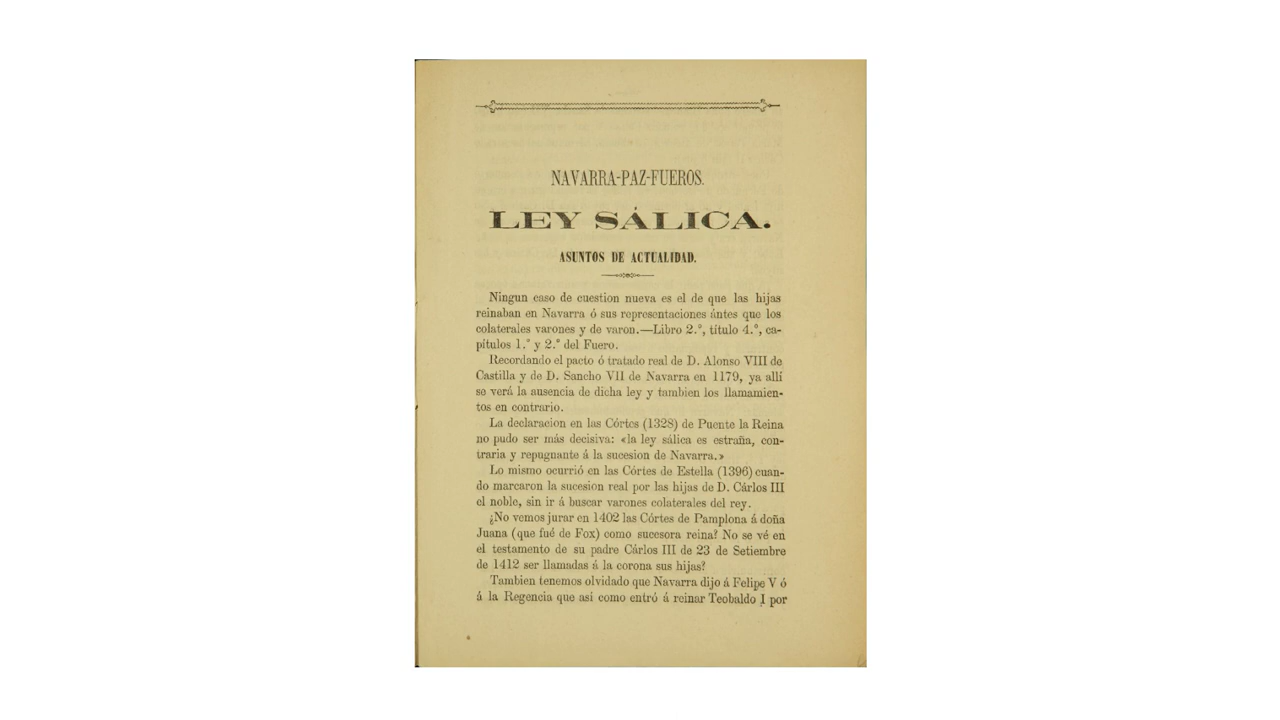 NAVARRA-PAZ-FUEROS.
LEY SÁLICA.
ASUNTOS DE ACTUALIDAD.
Ningun caso de cuestion nueva es el de que las hijas
reinaban en Navarra ó sus representaciones ántes que los
colaterales varones y de varon.—Libro 2.º, título 4.º, ca-
pítulos 1.º y 2.º del Fuero.
Recordando el pacto ó tratado real de D. Alonso VIII de
Castilla y de D. Sancho VII de Navarra en 1179, ya allí
se verá la ausencia de dicha ley y tambien los llamamien-
tos en contrario.
La declaracion en las Córtes (1328) de Puente la Reina
no pudo ser más decisiva: «la ley sálica es estraña, con-
traria y repugnante á la sucesion de Navarra.»
Lo mismo ocurrió en las Córtes de Estella (1396) cuan-
do marcaron la sucesion real por las hijas de D. Cárlos III
el noble, sin ir á buscar varones colaterales del rey.
¿No vemos jurar en 1402 las Córtes de Pamplona á doña
Juana (que fué de Fox) como sucesora reina? No se vé en
el testamento de su padre Cárlos III de 23 de Setiembre
de 1412 ser llamadas á la corona sus hijas?
Tambien tenemos olvidado que Navarra dijo á Felipe V ó
á la Regencia que asi como entró á reinar Teobaldo I por